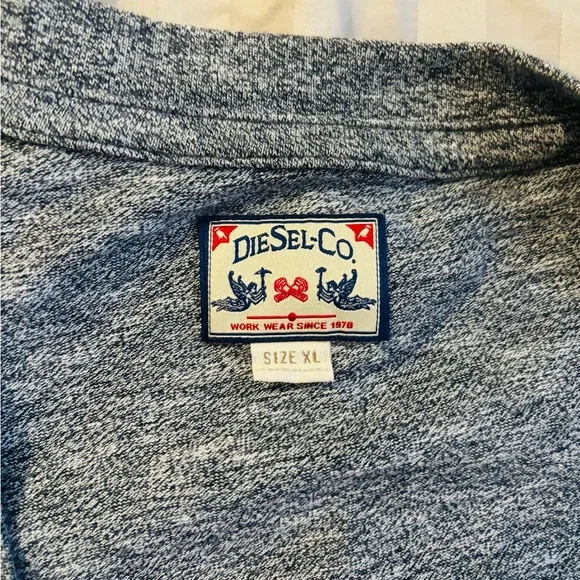 DIESEL-CO.
WORK WEAR SINCE 1978
SIZE XL